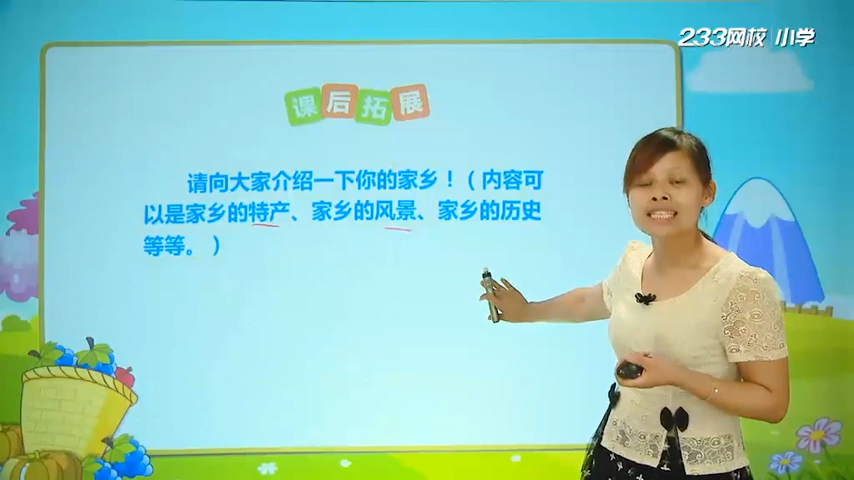 233网校 小学
课后拓展
请向大家介绍一下你的家乡！（内容可
以是家乡的特产、家乡的风景、家乡的历史
等等。）